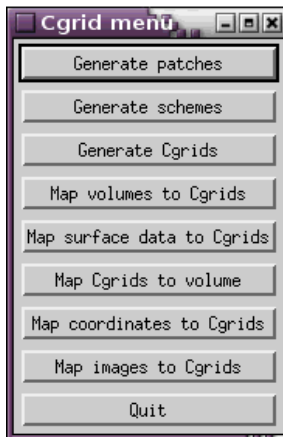 Cgrid menu
Generate patches
Generate schemes
Generate Cgrids
Map volumes to Cgrids
Map surface data to Cgrids
Map Cgrids to volume
Map coordinates to Cgrids
Map images to Cgrids
Quit